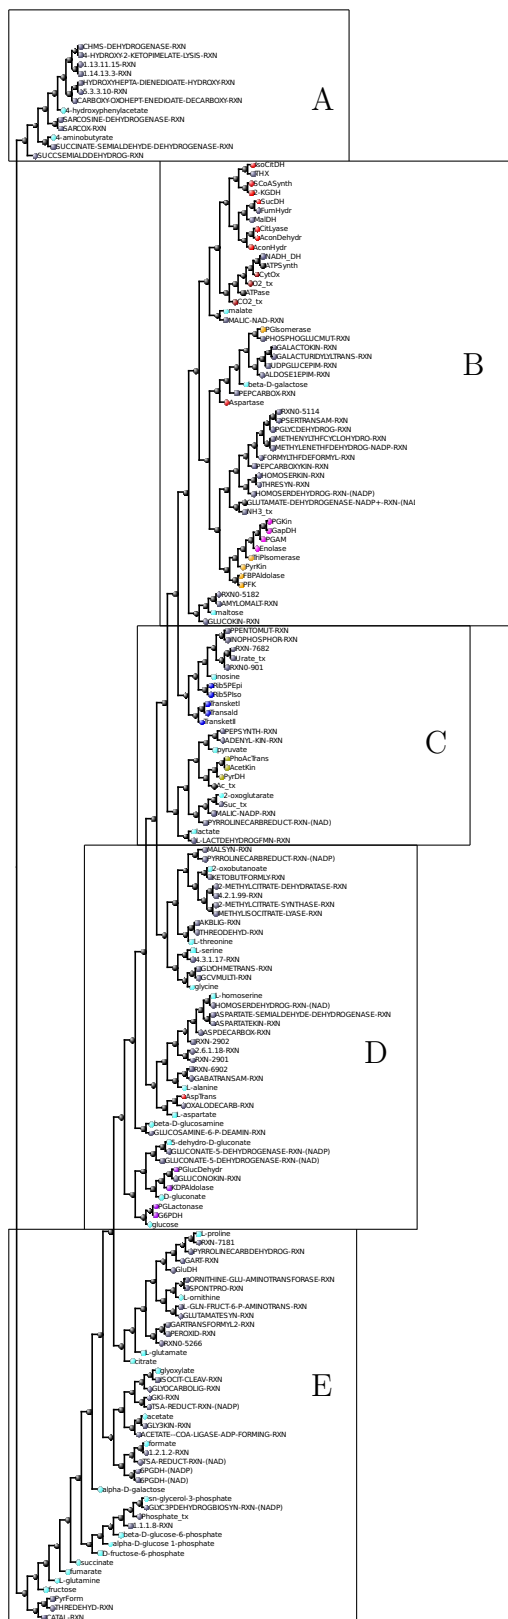 CHMS-DEHYDROGENASE-RXN
4-HYDROXY-2-KETOPIMELATE-LYSIS-RXN
1.13.11.15-RXN
1.14.13.3-RXN
HYDROXYHEPTA-DIENEDIOATE-HYDROXY-RXN
5.3.3.10-RXN
CARBOXY-OXOHEPT-ENEDIOATE-DECARBOXY-RXN
4-hydroxyphenylacetate
SARCOSINE-DEHYDROGENASE-RXN
SARCOX-RXN
4-aminobutyrate
SUCCINATE-SEMIALDEHYDE-DEHYDROGENASE-RXN
SUCCSEMIALDDEHYDROG-RXN
A
IsoCitDH
THX
SCoASynth
2-KGDH
SucDH
FumHydr
MalDH
CitLyase
AconDehydr
AconHydr
NADH_DH
ATPSynth
CytOx
O2_tx
ATPase
CO2_tx
malate
MALIC-NAD-RXN
PGIsomerase
PHOSPHOGLUCMUT-RXN
GALACTOKIN-RXN
GALACTURIDYLYLTRANS-RXN
UDPGLUCEPIM-RXN
ALDOSE1EPIM-RXN
beta-D-galactose
PEPCARBOX-RXN
Aspartase
B
RXN0-5114
PSERTRANSAM-RXN
PGLYCDEHYDROG-RXN
METHENYLTHFCYCLOHYDRO-RXN
METHYLENETHFDEHYDROG-NADP-RXN
FORMYLTHFDEFORMYL-RXN
PEPCARBOXYKIN-RXN
HOMOSERKIN-RXN
THRESYN-RXN
HOMOSERDEHYDROG-RXN-(NADP)
GLUTAMATE-DEHYDROGENASE-NADP+-RXN-(NAI
NH3_tx
PGKin
GapDH
PGAM
Enolase
TriPIsomerase
PyrKin
FBPAldolase
PFK
RXN0-5182
AMYLOMALT-RXN
maltose
GLUCOKIN-RXN
PPENTOMUT-RXN
INOPHOSPHOR-RXN
RXN-7682
Urate_tx
RXN0-901
inosine
Rib5PEpi
Rib5PIso
TransketI
Transald
TransketII
PEPSYNTH-RXN
ADENYL-KIN-RXN
pyruvate
PhoAcTrans
AcetKin
PyrDH
Ac_tx
2-oxoglutarate
Suc_tx
MALIC-NADP-RXN
PYRROLINECARBREDUCT-RXN-(NAD)
lactate
L-LACTDEHYDROGFMN-RXN
C
MALSYN-RXN
PYRROLINECARBREDUCT-RXN-(NADP)
2-oxobutanoate
KETOBUTFORMLY-RXN
2-METHYLCITRATE-DEHYDRATASE-RXN
4.2.1.99-RXN
2-METHYLCITRATE-SYNTHASE-RXN
METHYLISOCITRATE-LYASE-RXN
AKBLIG-RXN
THREODEHYD-RXN
L-threonine
L-serine
4.3.1.17-RXN
GLYOHMETRANS-RXN
GCVMULTI-RXN
glycine
L-homoserine
HOMOSERDEHYDROG-RXN-(NAD)
ASPARTATE-SEMIALDEHYDE-DEHYDROGENASE-RXN
ASPARTATEKIN-RXN
ASPDECARBOX-RXN
RXN-2902
2.6.1.18-RXN
RXN-2901
RXN-6902
GABATRANSAM-RXN
L-alanine
AspTrans
OXALODECARB-RXN
L-aspartate
beta-D-glucosamine
GLUCOSAMINE-6-P-DEAMIN-RXN
5-dehydro-D-gluconate
GLUCONATE-5-DEHYDROGENASE-RXN-(NADP)
GLUCONATE-5-DEHYDROGENASE-RXN-(NAD)
PGlucDehydr
GLUCONOKIN-RXN
KDPAldolase
D-gluconate
PGLactonase
G6PDH
glucose
D
L-proline
RXN-7181
PYRROLINECARBDEHYDROG-RXN
GART-RXN
GluDH
ORNITHINE-GLU-AMINOTRANSFORASE-RXN
SPONTPRO-RXN
L-ornithine
L-GLN-FRUCT-6-P-AMINOTRANS-RXN
GLUTAMATESYN-RXN
GARTRANSFORMYL2-RXN
PEROXID-RXN
RXN0-5266
L-glutamate
citrate
glyoxylate
ISOCIT-CLEAV-RXN
GLYOCARBOLIG-RXN
GKI-RXN
TSA-REDUCT-RXN-(NADP)
acetate
GLY3KIN-RXN
ACETATE--COA-LIGASE-ADP-FORMING-RXN
formate
1.2.1.2-RXN
TSA-REDUCT-RXN-(NAD)
6PGDH-(NADP)
6PGDH-(NAD)
alpha-D-galactose
sn-glycerol-3-phosphate
GLYC3PDEHYDROGBIOSYN-RXN-(NADP)
Phosphate_tx
1.1.1.8-RXN
beta-D-glucose-6-phosphate
alpha-D-glucose 1-phosphate
D-fructose-6-phosphate
succinate
fumarate
L-glutamine
fructose
PyrForm
THREDEHYD-RXN
CATAL-RXN
E